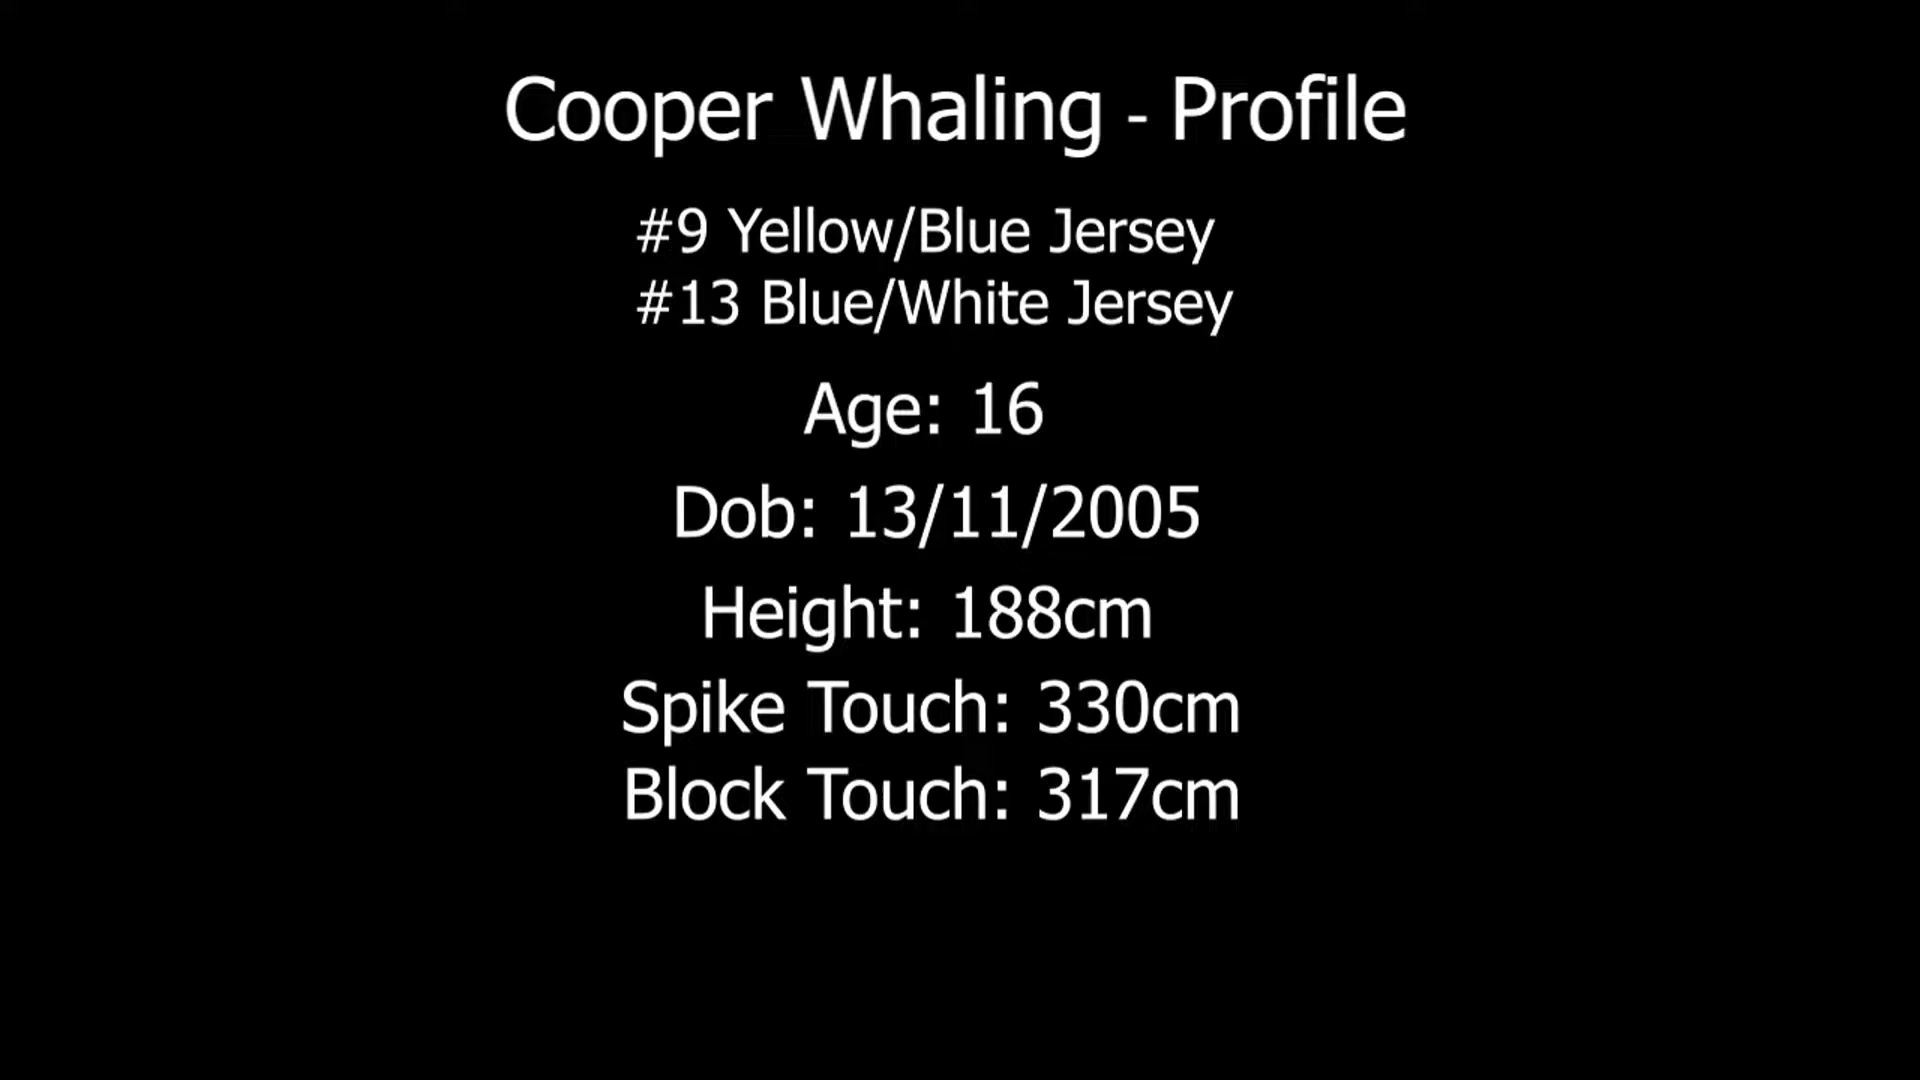 Cooper Whaling - Profile
#9 Yellow/Blue Jersey
#13 Blue/White Jersey
Age: 16
Dob: 13/11/2005
Height: 188cm
Spike Touch: 330cm
Block Touch: 317cm